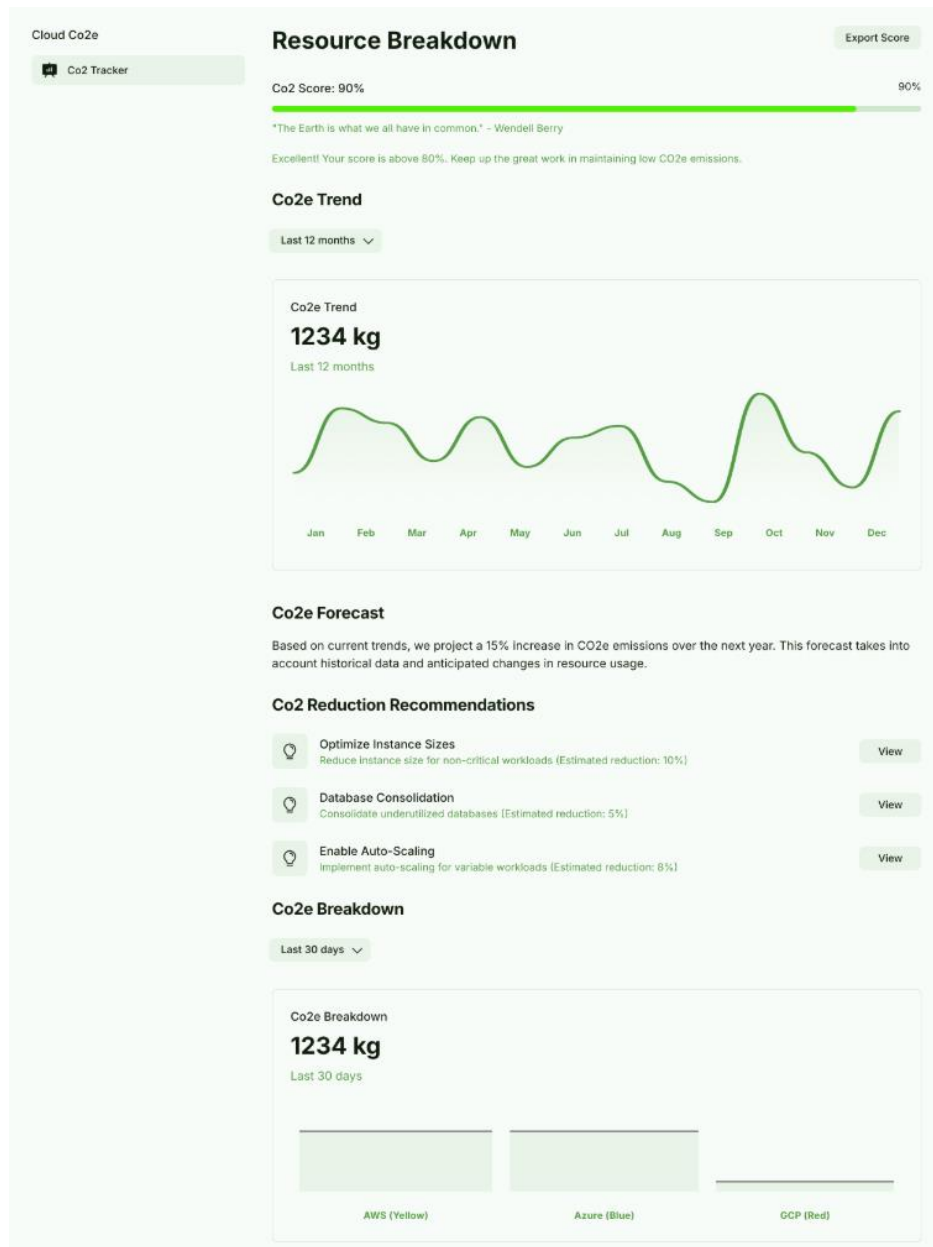 Cloud Co2e
Co2 Tracker
Resource Breakdown
Export Score
Co2 Score: 90%
90%
"The Earth is what we all have in common." - Wendell Berry
Excellent! Your score is above 80%. Keep up the great work in maintaining low CO2e emissions.
Co2e Trend
Last 12 months
Co2e Trend
1234 kg
Last 12 months
Jan Feb Mar Apr May Jun Jul Aug Sep Oct Nov Dec
Co2e Forecast
Based on current trends, we project a 15% increase in CO2e emissions over the next year. This forecast takes into
account historical data and anticipated changes in resource usage.
Co2 Reduction Recommendations
Optimize Instance Sizes
Reduce instance size for non-critical workloads (Estimated reduction: 10%)
View
Database Consolidation
Consolidate underutilized databases (Estimated reduction: 5%)
View
Enable Auto-Scaling
Implement auto-scaling for variable workloads (Estimated reduction: 8%)
View
Co2e Breakdown
Last 30 days
Co2e Breakdown
1234 kg
Last 30 days
AWS (Yellow) Azure (Blue) GCP (Red)